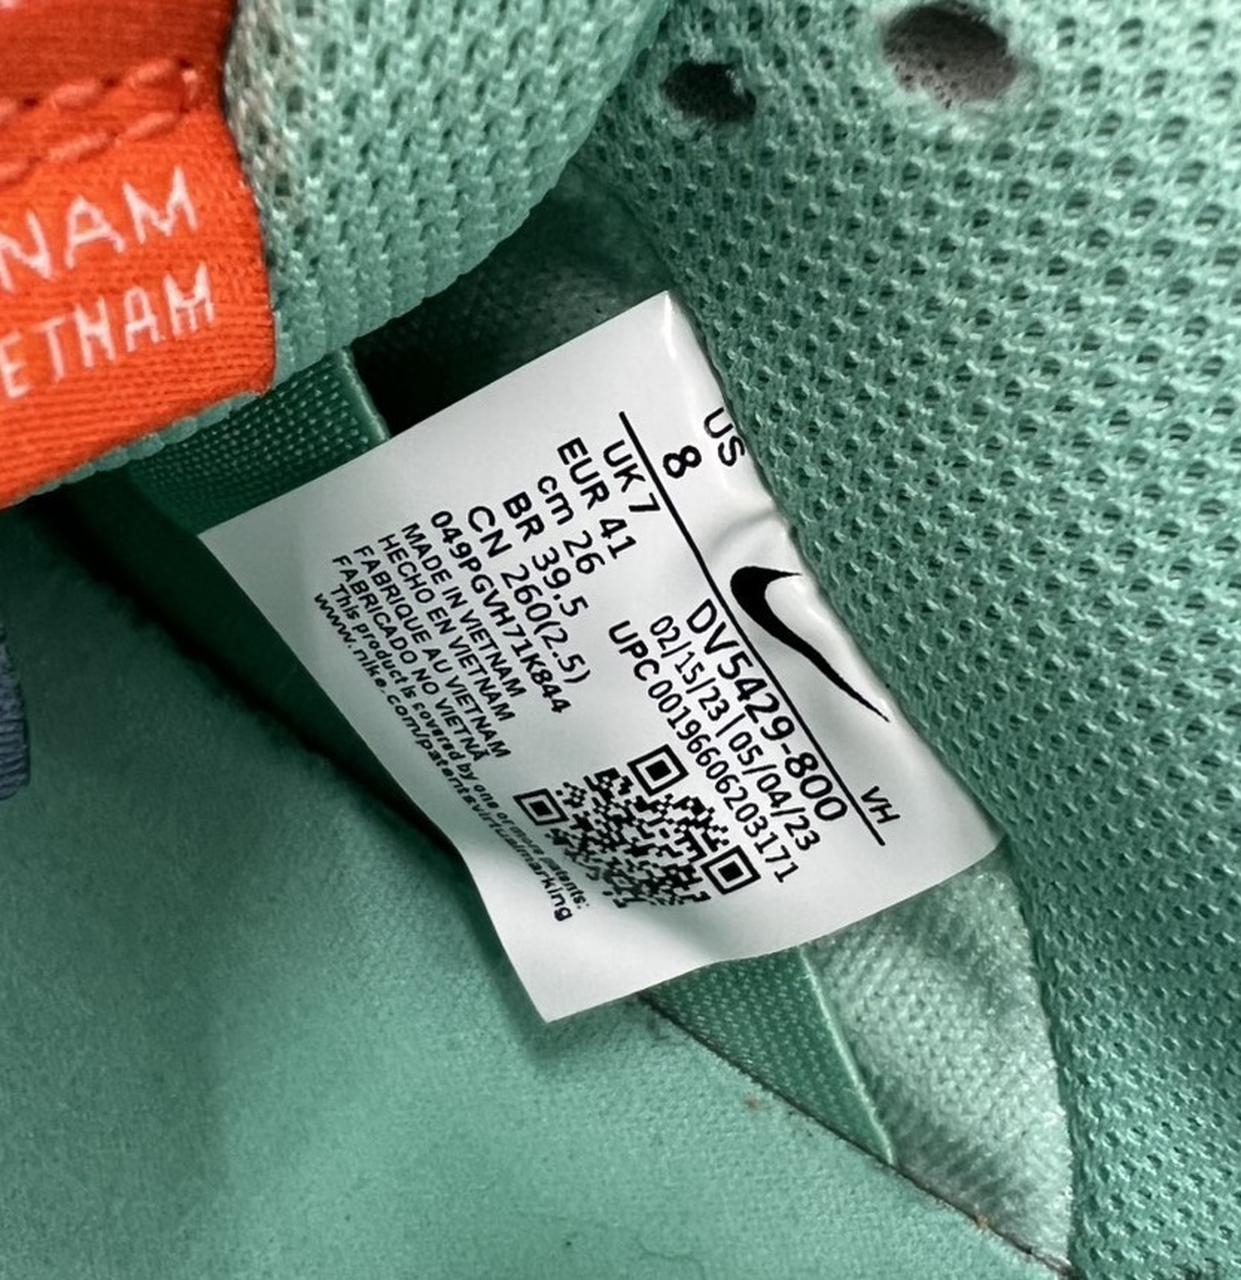 NAM
ETNAM
US
8
UK 7
EUR 41
cm 26
BR 39.5
CN 260(2.5)
049PGVH71K844
MADE IN VIETNAM
HECHO EN VIETNAM
FABRIQUE AU VIETNAM
FABRICADO NO VIETNÃ
This product is covered by one or more patents:
www.nike.com/patentsvirtualmarking
VH
DV5429-800
02/15/23 | 05/04/23
UPC 00196606203171